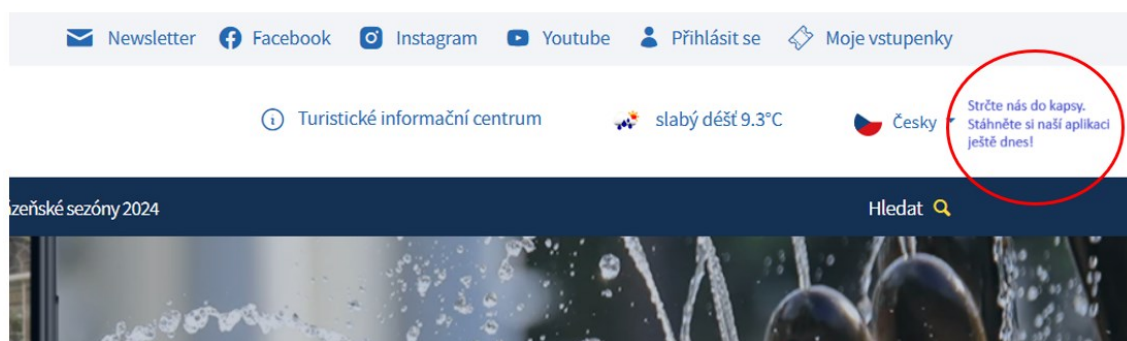 Newsletter Facebook Instagram Youtube Přihlásit se Moje vstupenky
Turistické informační centrum slabý déšť 9.3°C Česky
Strčte nás do kapsy.
Stáhněte si naší aplikaci
ještě dnes!
ázeňské sezóny 2024 Hledat